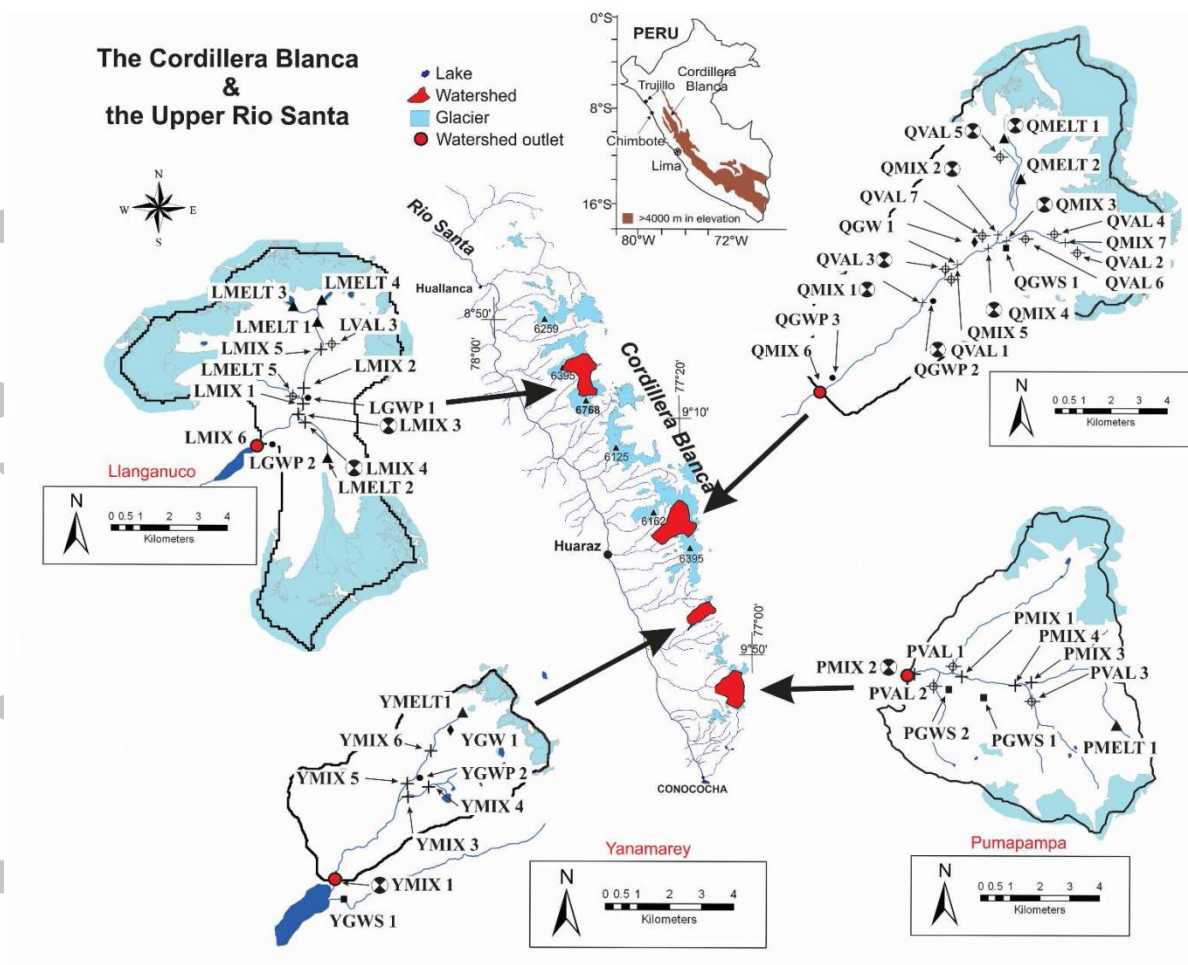 The Cordillera Blanca
&
the Upper Rio Santa
Lake
Watershed
Glacier
Watershed outlet
N
W
E
S
0°S
8°S
16°S
80°W
72°W
PERU
Cordillera
Blanca
Trujillo
Chimbote
Lima
>4000 m in elevation
Rio Santa
Huallanca
8°50'
78°00'
6259
6395
6768
77°20'
9°10'
6125
Cordillera Blanca
6162
Huaraz
6395
77°00'
9°50'
CONOCOCHA
LMELT 4
LMELT 3
LMELT 1
LVAL 3
LMIX 5
LMIX 2
LMELT 5
LMIX 1
LGWP 1
LMIX 3
LMIX 6
LGWP 2
LMIX 4
LMELT 2
Llanganuco
N
0 0.5 1 2 3 4
Kilometers
QVAL 5
QMELT 1
QMIX 2
QMELT 2
QVAL 7
QMIX 3
QGW 1
QVAL 4
QMIX 7
QVAL 3
QVAL 2
QGWS 1
QVAL 6
QMIX 1
QMIX 4
QGWP 3
QMIX 5
QMIX 6
QVAL 1
QGWP 2
N
0 0.5 1 2 3 4
Kilometers
PMIX 1
PMIX 4
PVAL 1
PMIX 3
PMIX 2
PVAL 3
PVAL 2
PGWS 2
PGWS 1
PMELT 1
Pumapampa
N
0 0.5 1 2 3 4
Kilometers
YMELT1
YMIX 6
YGW 1
YMIX 5
YGWP 2
YMIX 4
YMIX 3
YMIX 1
YGWS 1
Yanamarey
N
0 0.5 1 2 3 4
Kilometers